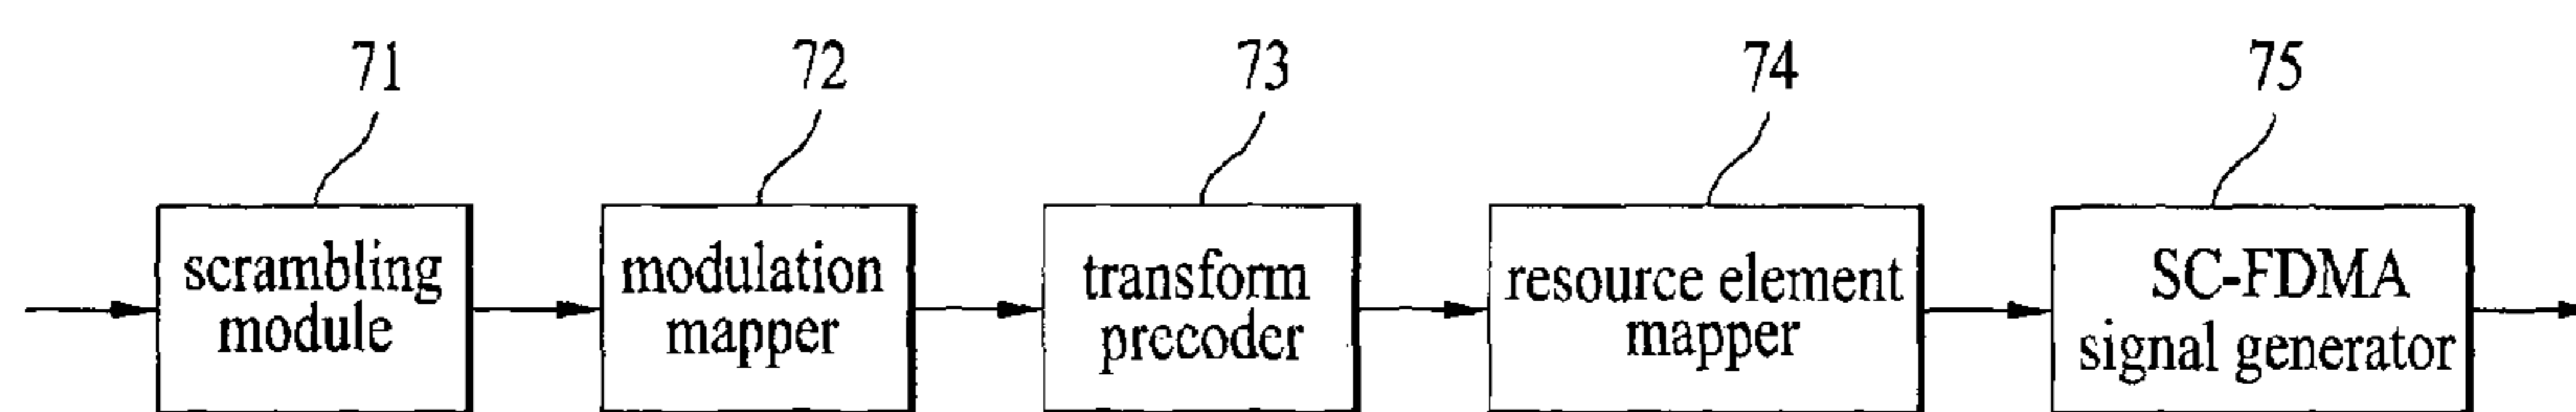 71
72
73
74
75
scrambling
module
modulation
mapper
transform
precoder
resource element
mapper
SC-FDMA
signal generator